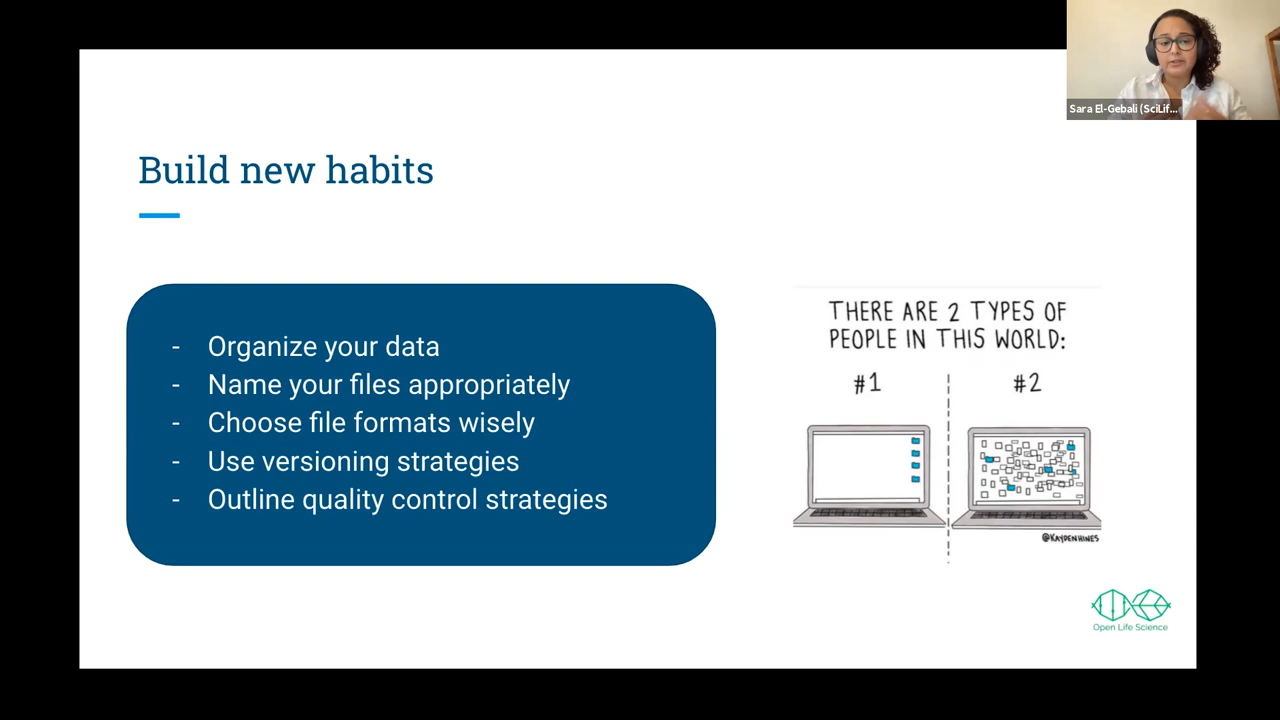 Sara El-Gebali (SciLif...
Build new habits
- Organize your data
- Name your files appropriately
- Choose file formats wisely
- Use versioning strategies
- Outline quality control strategies
THERE ARE 2 TYPES OF
PEOPLE IN THIS WORLD:
#1
#2
@KAYDENHINES
Open Life Science